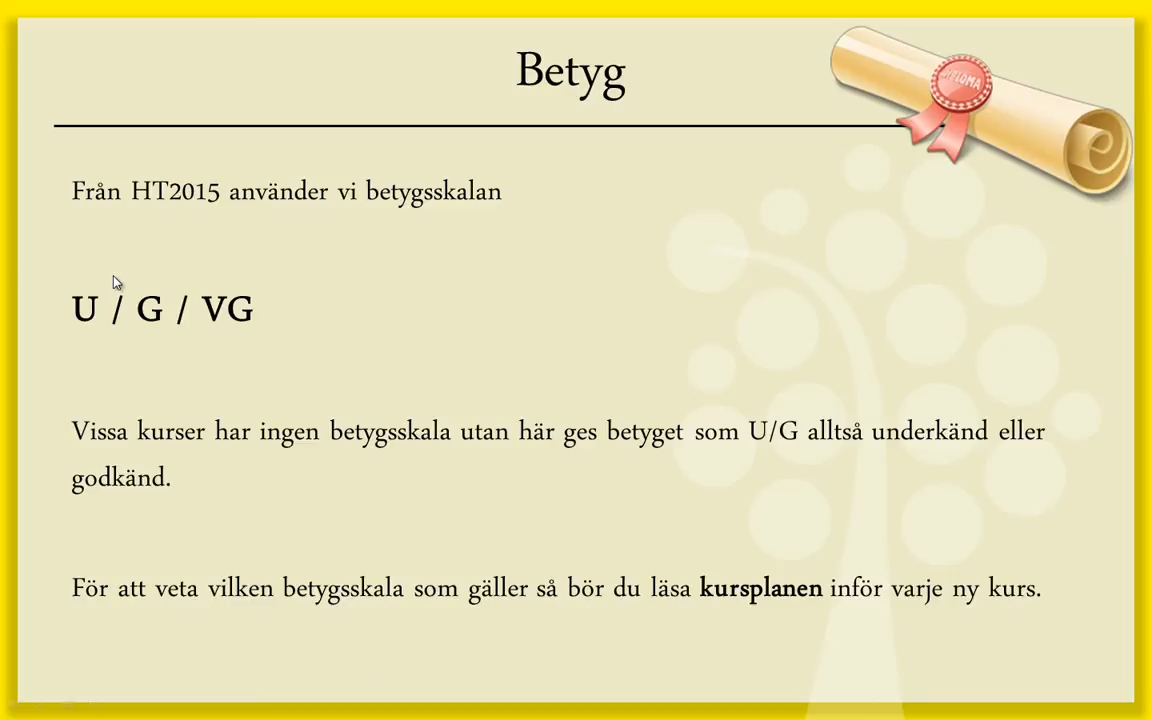 Betyg
DIPLOMA
Från HT2015 använder vi betygsskalan
U / G / VG
Vissa kurser har ingen betygsskala utan här ges betyget som U/G alltså underkänd eller
godkänd.
För att veta vilken betygsskala som gäller så bör du läsa kursplanen inför varje ny kurs.